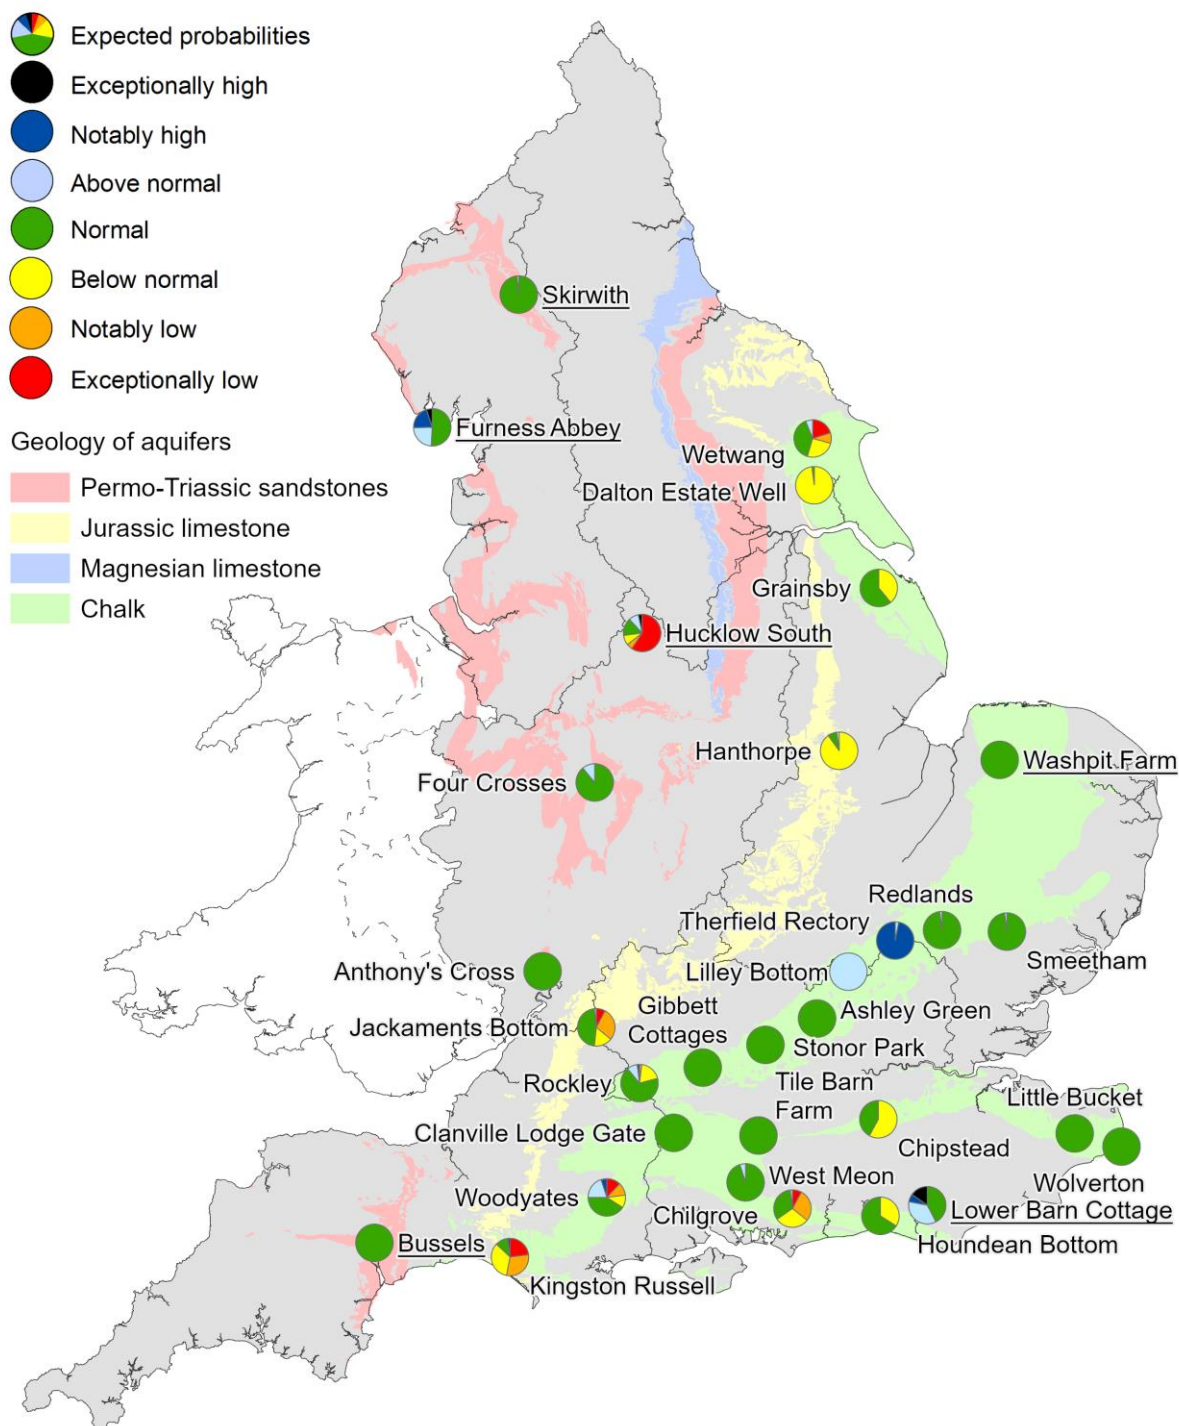 Expected probabilities
Exceptionally high
Notably high
Above normal
Normal
Below normal
Notably low
Exceptionally low
Geology of aquifers
Permo-Triassic sandstones
Jurassic limestone
Magnesian limestone
Chalk
Skirwith
Furness Abbey
Wetwang
Dalton Estate Well
Grainsby
Hucklow South
Hanthorpe
Washpit Farm
Four Crosses
Redlands
Therfield Rectory
Smeetham
Anthony's Cross
Lilley Bottom
Jackaments Bottom
Gibbett
Cottages
Ashley Green
Stonor Park
Rockley
Tile Barn
Farm
Little Bucket
Clanville Lodge Gate
Chipstead
West Meon
Wolverton
Woodyates
Chilgrove
Lower Barn Cottage
Houndean Bottom
Bussels
Kingston Russell